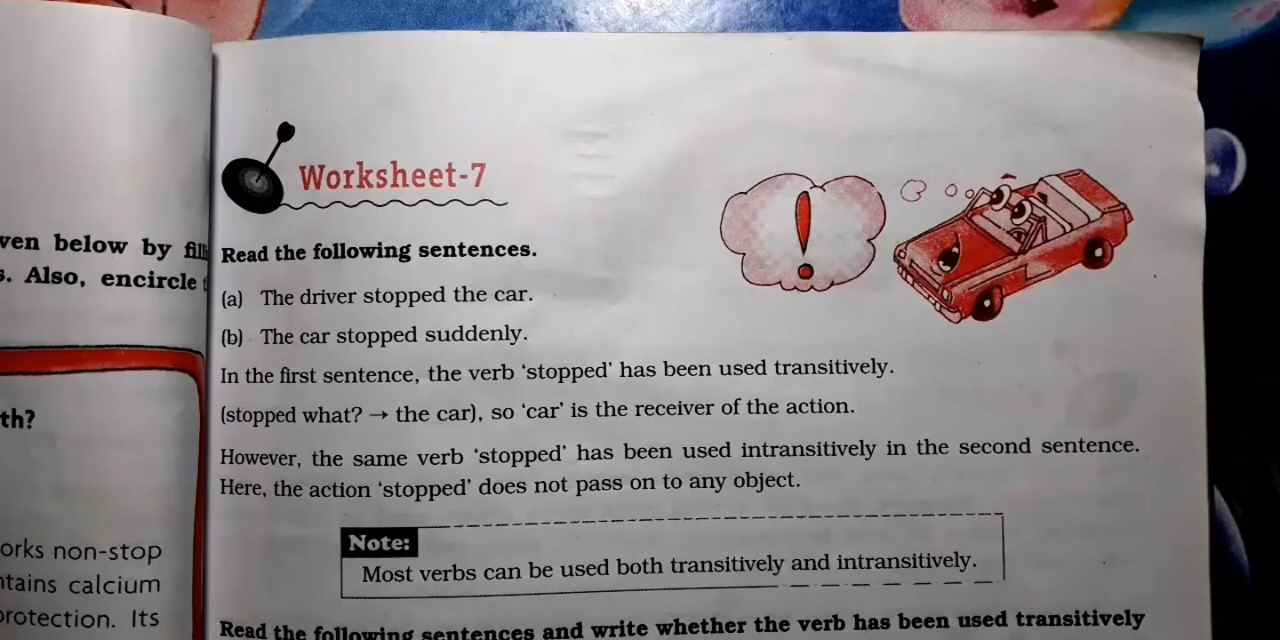 ven below by
s. Also, encircle
th?
orks non-stop
ntains calcium
protection. Its
Worksheet-7
Read the following sentences.
(a) The driver stopped the car.
(b) The car stopped suddenly.
In the first sentence, the verb ‘stopped’ has been used transitively.
(stopped what? → the car), so ‘car’ is the receiver of the action.
However, the same verb ‘stopped’ has been used intransitively in the second sentence.
Here, the action ‘stopped’ does not pass on to any object.
Note:
Most verbs can be used both transitively and intransitively.
Read the following sentences and write whether the verb has been used transitively
!